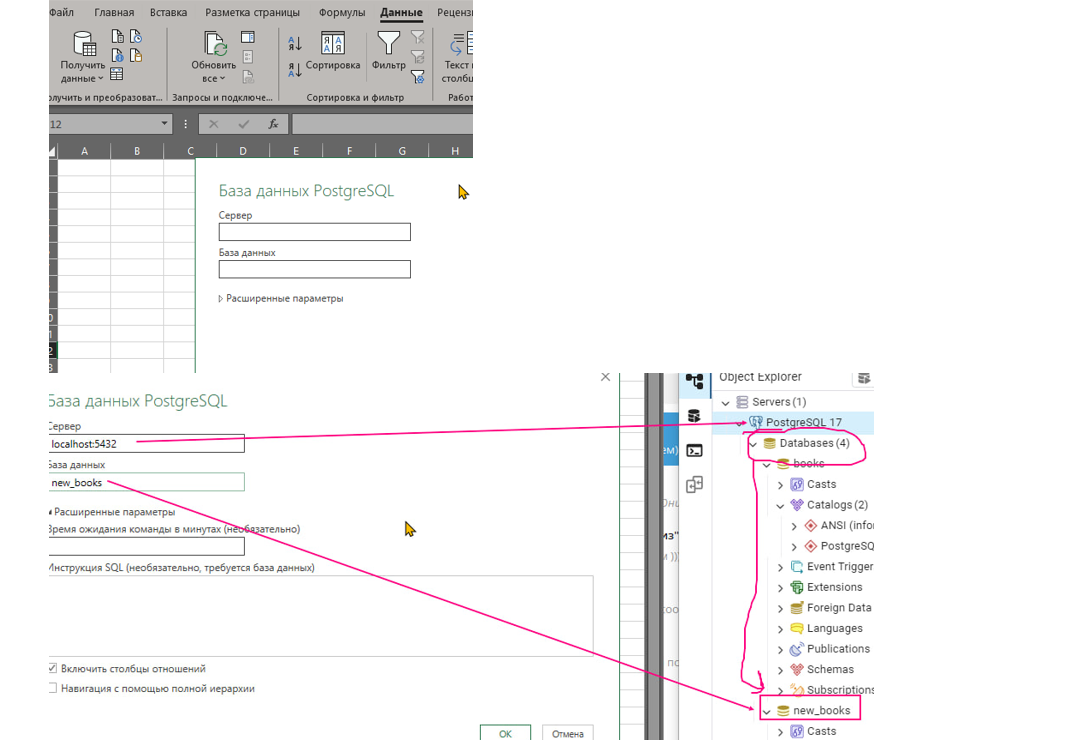 Файл Главная Вставка Разметка страницы Формулы Данные Реценз
Получить данные
Обновить все
Сортировка
Фильтр
Текст
столбц
олучить и преобразоват... Запросы и подключе... Сортировка и фильтр Работ
12 fx
A B C D E F G H
База данных PostgreSQL
Сервер
База данных
Расширенные параметры
База данных PostgreSQL
Сервер
localhost:5432
База данных
new_books
Расширенные параметры
Время ожидания команды в минутах (необязательно)
Инструкция SQL (необязательно, требуется база данных)
Включить столбцы отношений
Навигация с помощью полной иерархии
OK Отмена
Object Explorer
Servers (1)
PostgreSQL 17
Databases (4)
books
Casts
Catalogs (2)
ANSI (infor
PostgreSQ
Event Trigger
Extensions
Foreign Data
Languages
Publications
Schemas
Subscriptions
new_books
Casts